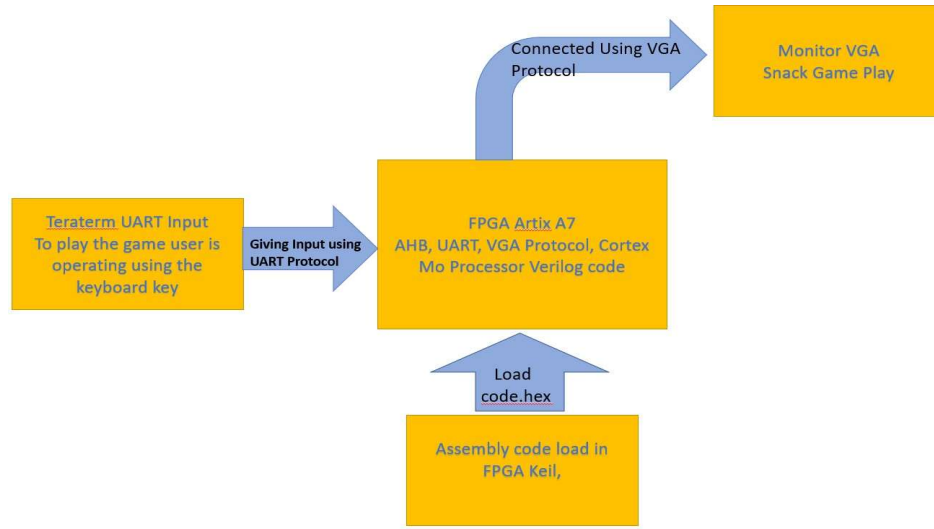 Connected Using VGA
Protocol
Monitor VGA
Snack Game Play
Teraterm UART Input
To play the game user is
operating using the
keyboard key
Giving Input using
UART Protocol
FPGA Artix A7
AHB, UART, VGA Protocol, Cortex
Mo Processor Verilog code
Load
code.hex
Assembly code load in
FPGA Keil,